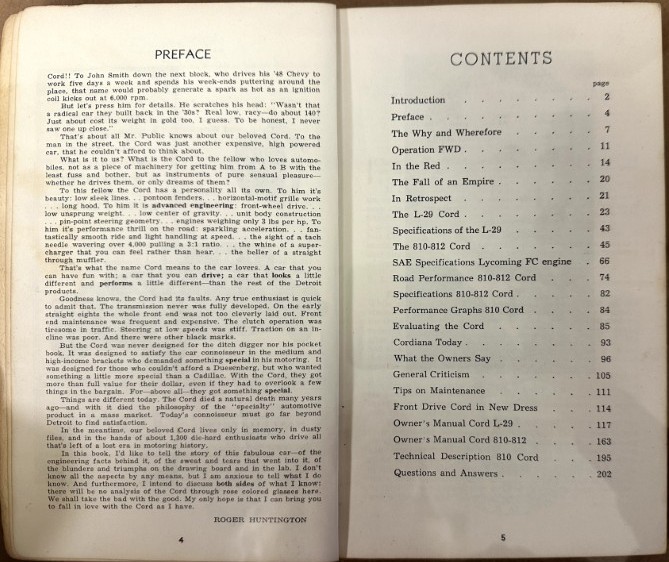 PREFACE
Cord!! To John Smith down the next block, who drives his '48 Chevy to
work five days a week and spends his week-ends puttering around the
place, that name would probably generate a spark as hot as an ignition
coil kicks out at 6,000 rpm.
But let's press him for details. He scratches his head: "Wasn't that
a radical car they built back in the '30s? Real low, racy—do about 140?
Just about cost its weight in gold too, I guess. To be honest, I never
saw one up close."
That's about all Mr. Public knows about our beloved Cord. To the
man in the street, the Cord was just another expensive, high powered
car, that he couldn't afford to think about.
What is it to us? What is the Cord to the fellow who loves automo-
biles, not as a piece of machinery for getting him from A to B with the
least fuss and bother, but as instruments of pure sensual pleasure—
whether he drives them, or only dreams of them?
To this fellow the Cord has a personality all its own. To him it's
beauty: low sleek lines. . . pontoon fenders. . . horizontal-motif grille work
. . . . long hood. To him it is advanced engineering: front-wheel drive. . . .
low unsprung weight. . . low center of gravity. . . unit body construction
. . . pin-point steering geometry. . . engines weighing only 3 lbs per hp. To
him it's performance thrill on the road: sparkling acceleration. . . fan-
tastically smooth ride and light handling at speed. . . the sight of a tach
needle wavering over 4,000 pulling a 2:1 ratio. . . the whine of a super-
charger that you can feel rather than hear. . . the beller of a straight
through muffler.
That's what the name Cord means to the car lovers. A car that you
can have fun with; a car that you can drive; a car that looks a little
different and performs a little different—than the rest of the Detroit
products.
Goodness knows, the Cord had its faults. Any true enthusiast is quick
to admit that. The transmission never was fully developed. On the early
straight eights the whole front end was not too cleverly laid out. Front
end maintenance was frequent and expensive. The clutch operation was
tiresome in traffic. Steering at low speeds was stiff. Traction on an in-
cline was poor. And there were other black marks.
But the Cord was never designed for the ditch digger nor his pocket
book. It was designed to satisfy the car connoisseur in the medium and
high-income brackets who demanded something special in his motoring. It
was designed for those who couldn't afford a Duesenberg, but who wanted
something a little more special than a Cadillac. With the Cord, they got
more than full value for their dollar, even if they had to overlook a few
things in the bargain. For—above all—they got something special.
Things are different today. The Cord died a natural death many years
ago—and with it died the philosophy of the "specialty" automotive
product in a mass market. Today's connoisseur must go far beyond
Detroit to find satisfaction.
In the meantime, our beloved Cord lives only in memory, in dusty
files, and in the hands of about 1,300 die-hard enthusiasts who drive all
that's left of a lost era in motoring history.
In this book, I'd like to tell the story of this fabulous car—of the
engineering facts behind it, of the sweat and tears that went into it, of
the blunders and triumphs on the drawing board and in the lab. I don't
know all the aspects by any means, but I am anxious to tell what I do
know. And furthermore, I intend to discuss both sides of what I know:
there will be no analysis of the Cord through rose colored glasses here.
We shall take the bad with the good. My only hope is that I can bring you
to fall in love with the Cord as I have.
ROGER HUNTINGTON
4
CONTENTS
page
Introduction . . . . . . . 2
Preface . . . . . . . . 4
The Why and Wherefore . . . . . 7
Operation FWD . . . . . . . 11
In the Red . . . . . . . . 14
The Fall of an Empire . . . . . . 20
In Retrospect . . . . . . . 21
The L-29 Cord . . . . . . . 23
Specifications of the L-29 . . . . . 43
The 810-812 Cord . . . . . . 45
SAE Specifications Lycoming FC engine . 66
Road Performance 810-812 Cord . . . . 74
Specifications 810-812 Cord . . . . . 82
Performance Graphs 810 Cord . . . . 84
Evaluating the Cord . . . . . . 85
Cordiana Today . . . . . . . 93
What the Owners Say . . . . . . 96
General Criticism . . . . . . 105
Tips on Maintenance . . . . . . 111
Front Drive Cord in New Dress . . . . 114
Owner's Manual Cord L-29 . . . . . 117
Owner's Manual Cord 810-812 . . . . 163
Technical Description 810 Cord . . . . 195
Questions and Answers . . . . . . 202
5